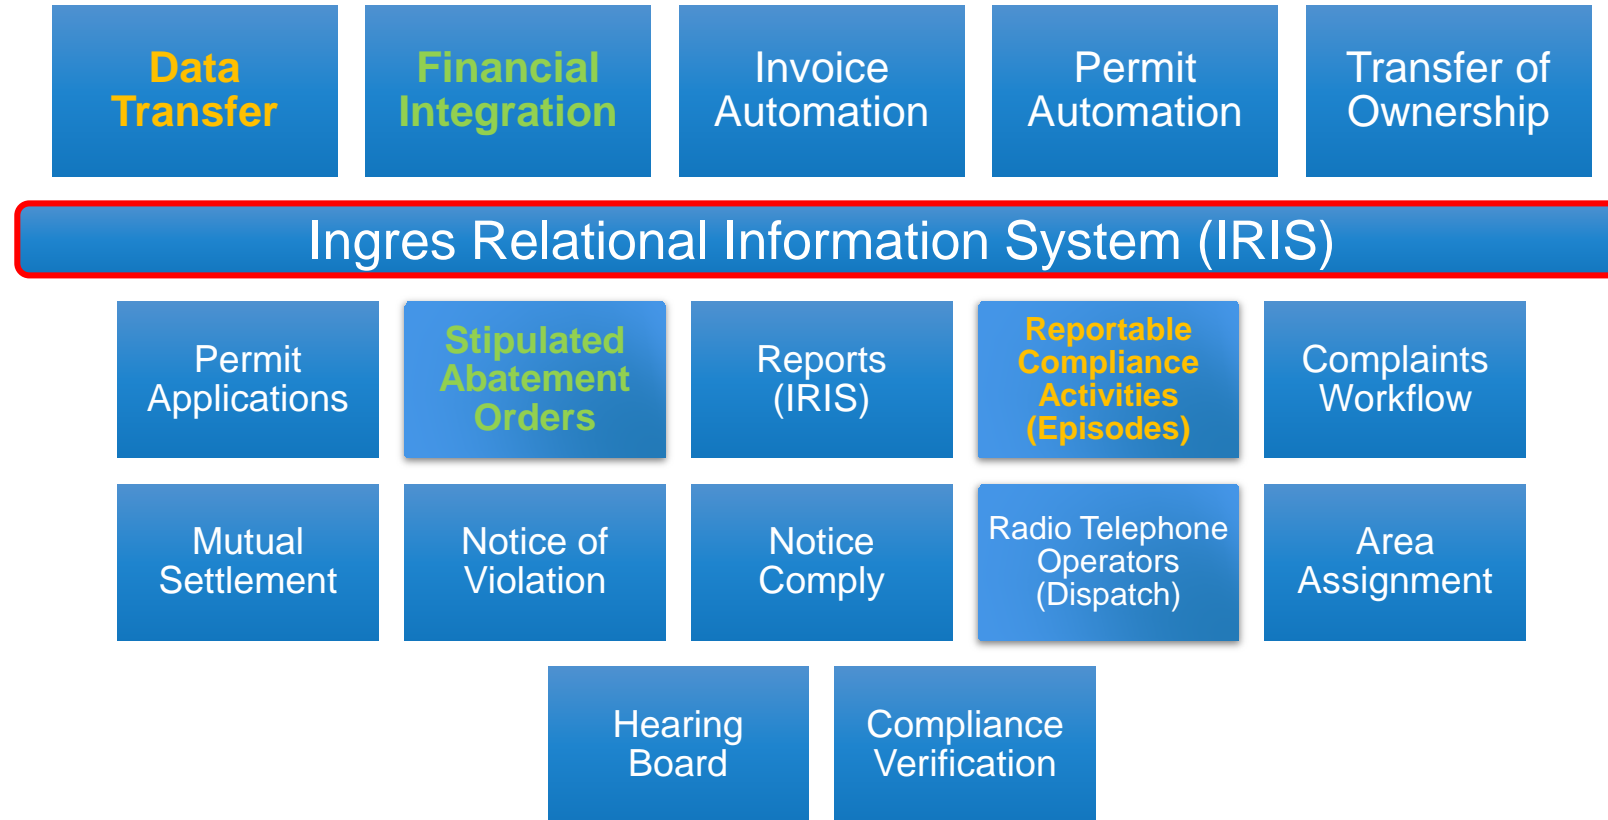 Data
Transfer
Financial
Integration
Invoice
Automation
Permit
Automation
Transfer of
Ownership
Ingres Relational Information System (IRIS)
Permit
Applications
Stipulated
Abatement
Orders
Reports
(IRIS)
Reportable
Compliance
Activities
(Episodes)
Complaints
Workflow
Mutual
Settlement
Notice of
Violation
Notice
Comply
Radio Telephone
Operators
(Dispatch)
Area
Assignment
Hearing
Board
Compliance
Verification